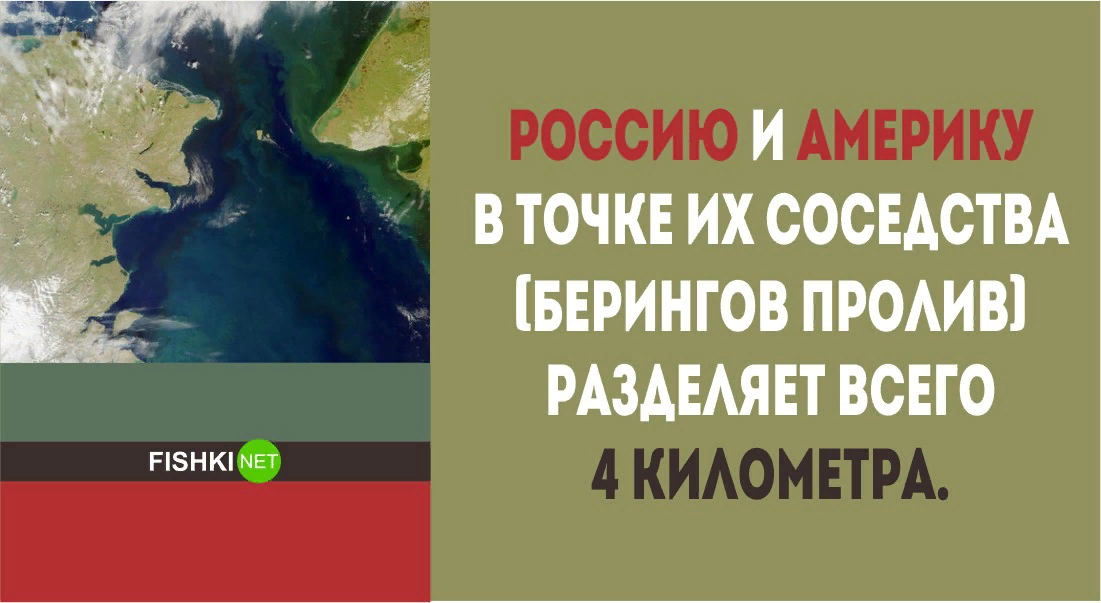 РОССИЮ И АМЕРИКУ
В ТОЧКЕ ИХ СОСЕДСТВА
(БЕРИНГОВ ПРОЛИВ)
РАЗДЕЛЯЕТ ВСЕГО
4 КИЛОМЕТРА.
FISHKI NET